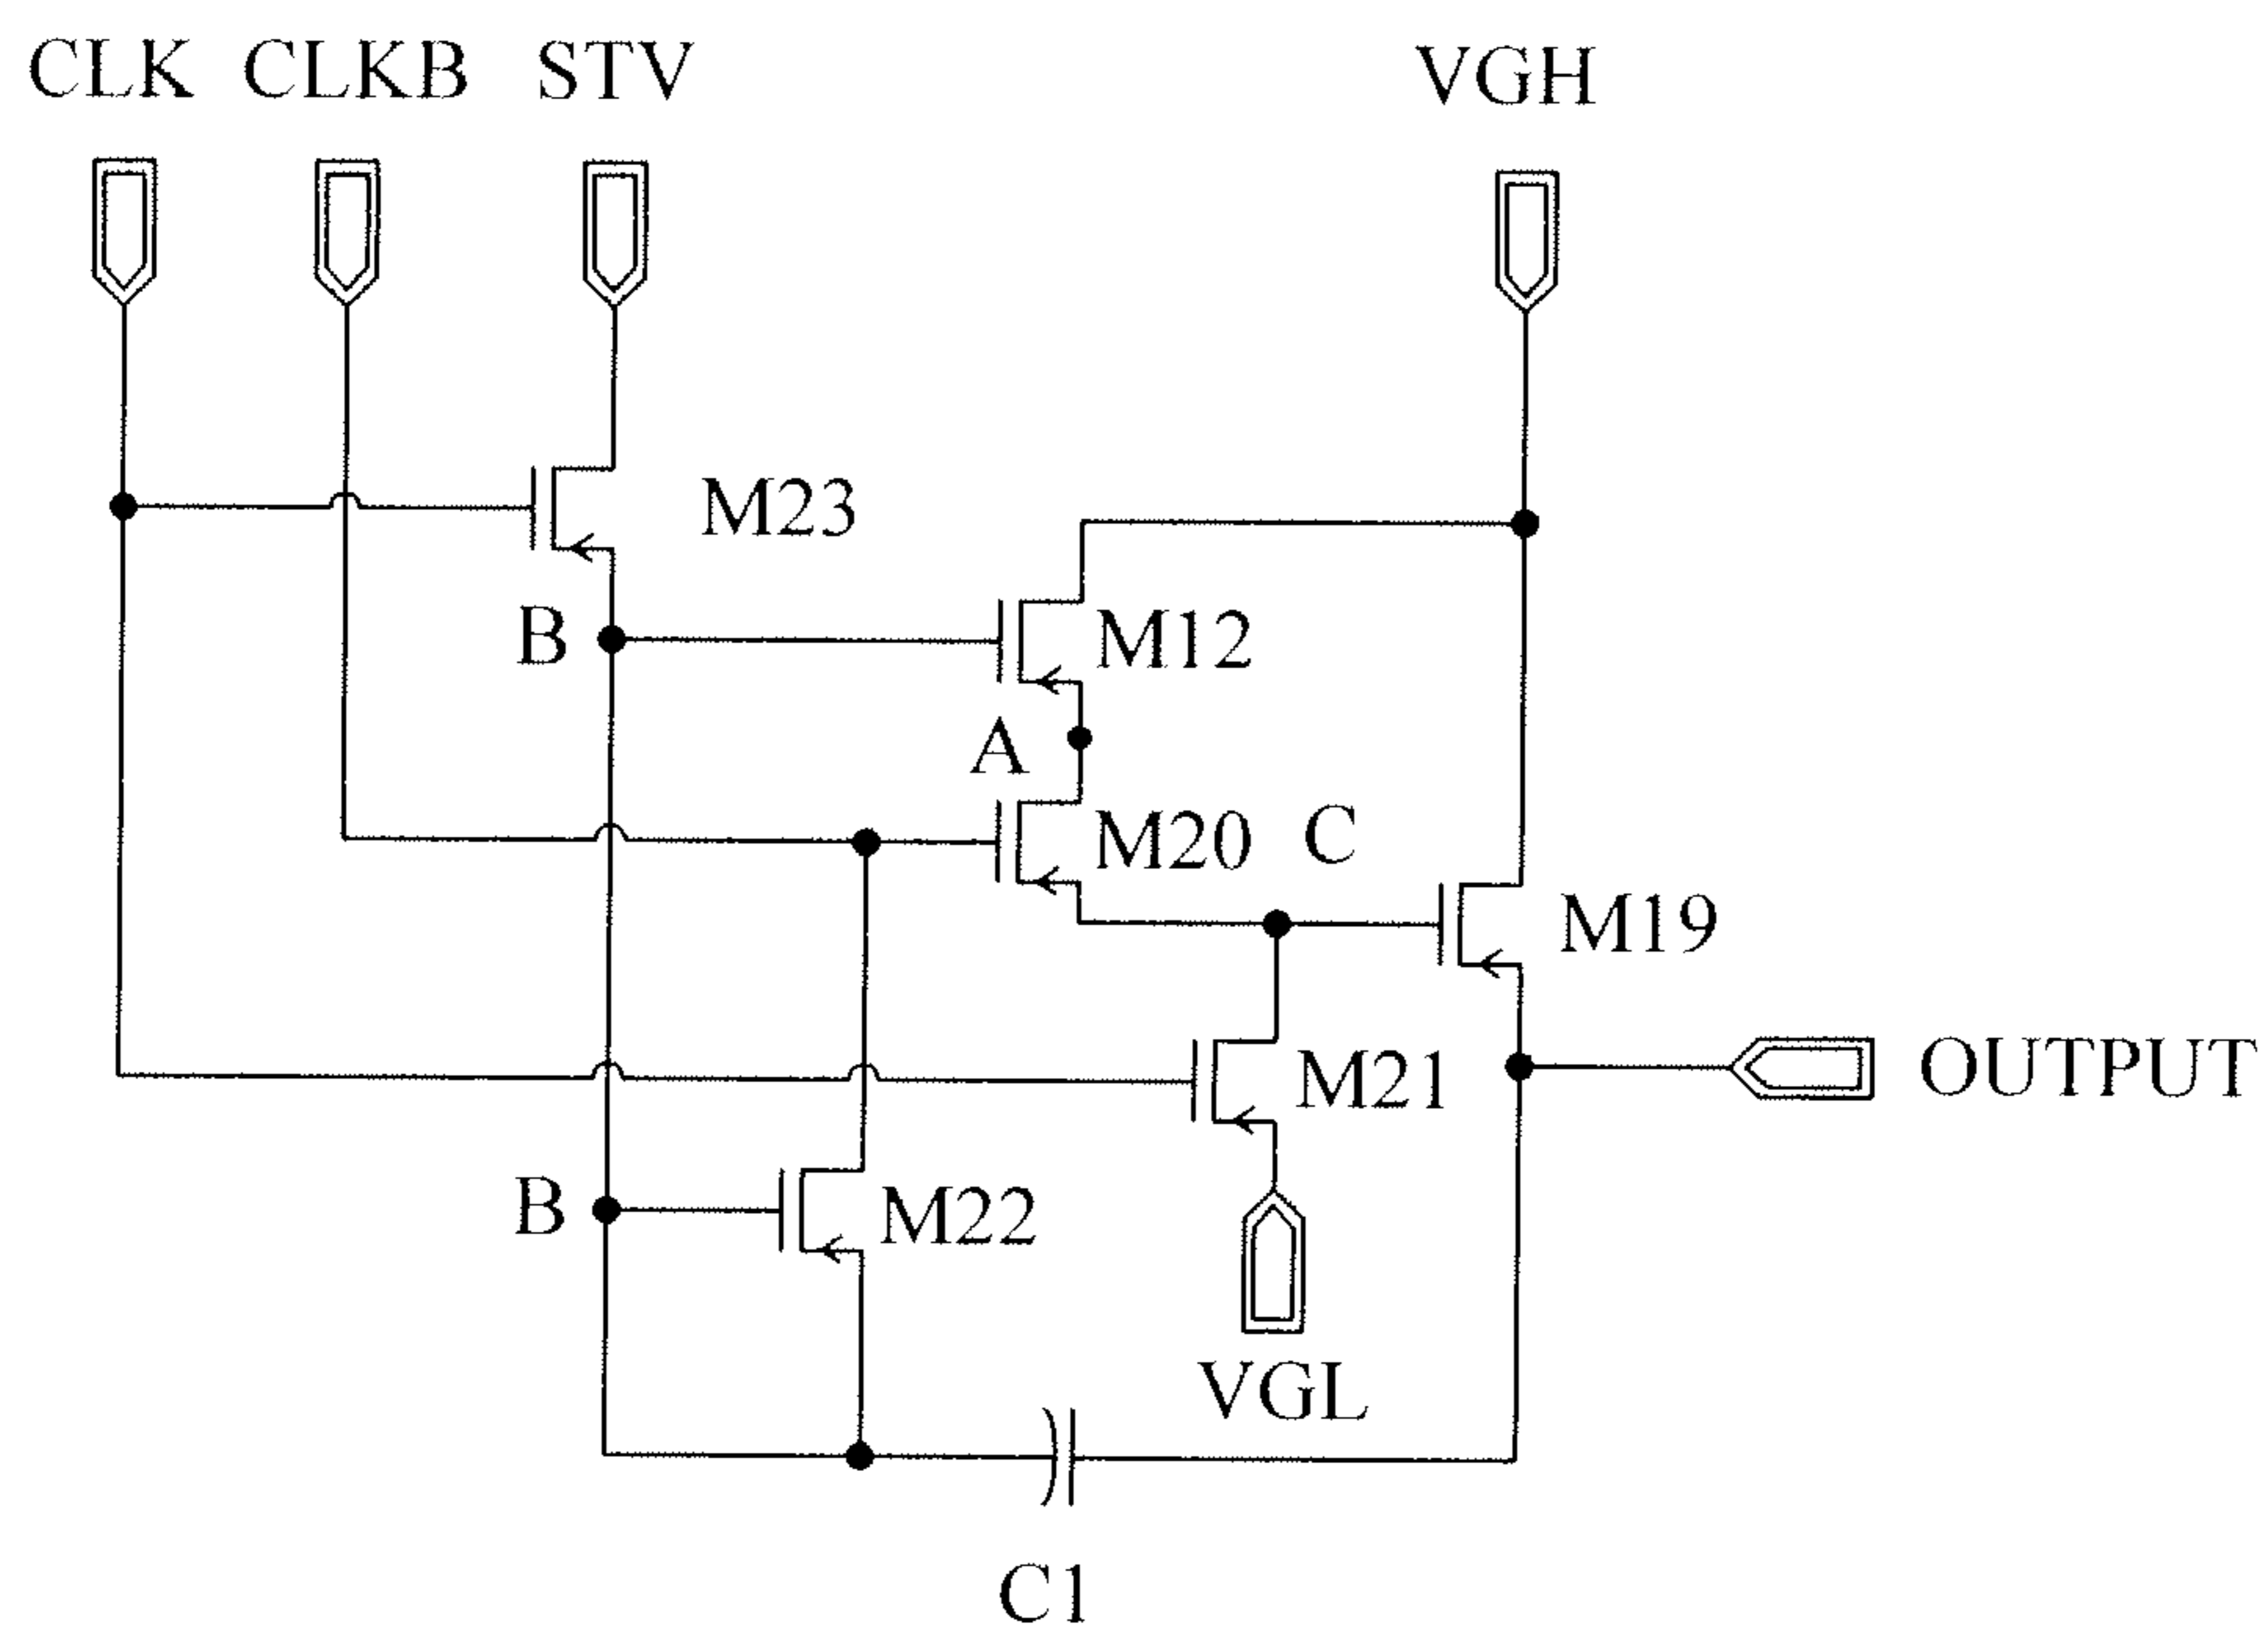 CLK CLKB STV VGH
M23
B M12
A
M20 C
M19
M21 OUTPUT
B M22
VGL
C1